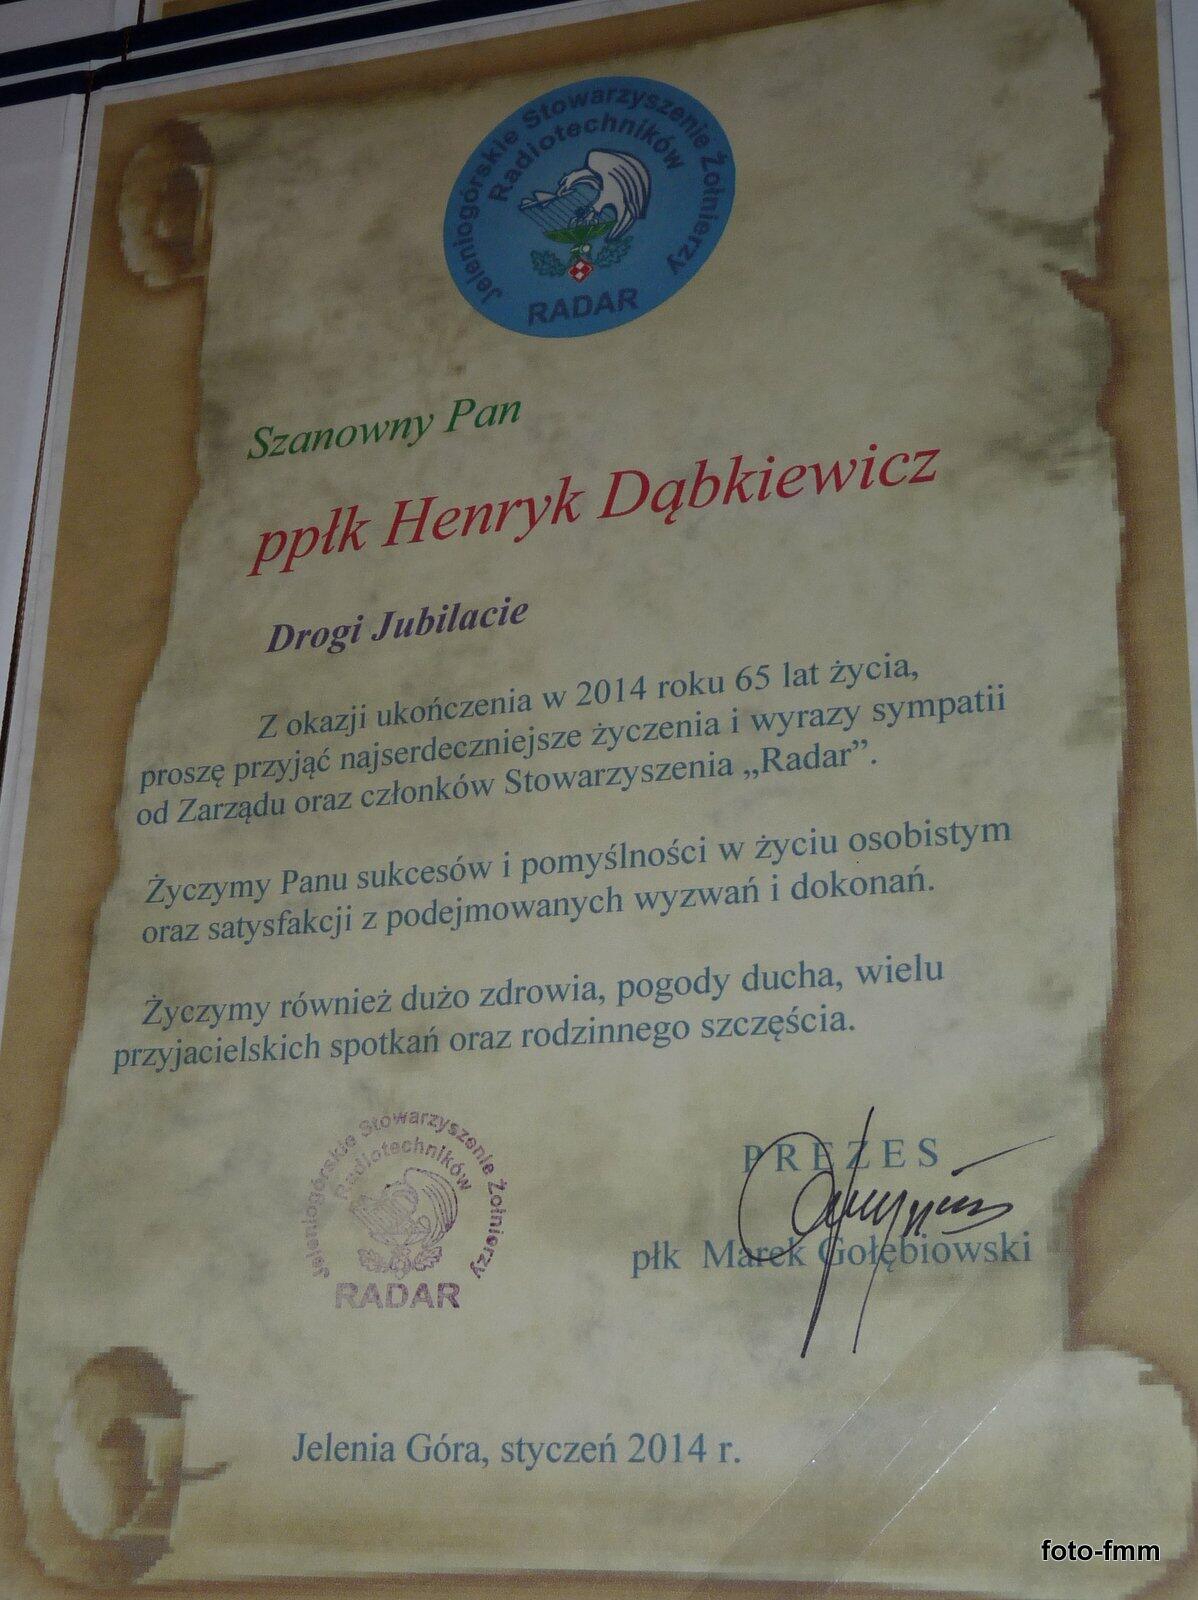 Jeleniogórskie Stowarzyszenie Żołnierzy
Radiotechników
RADAR
Szanowny Pan
ppłk Henryk Dąbkiewicz
Drogi Jubilacie
Z okazji ukończenia w 2014 roku 65 lat życia,
proszę przyjąć najserdeczniejsze życzenia i wyrazy sympatii
od Zarządu oraz członków Stowarzyszenia „Radar”.
Życzymy Panu sukcesów i pomyślności w życiu osobistym
oraz satysfakcji z podejmowanych wyzwań i dokonań.
Życzymy również dużo zdrowia, pogody ducha, wielu
przyjacielskich spotkań oraz rodzinnego szczęścia.
Jeleniogórskie Stowarzyszenie Żołnierzy
Radiotechników
RADAR
PREZES
płk Marek Gołębiowski
Jelenia Góra, styczeń 2014 r.
foto-fmm